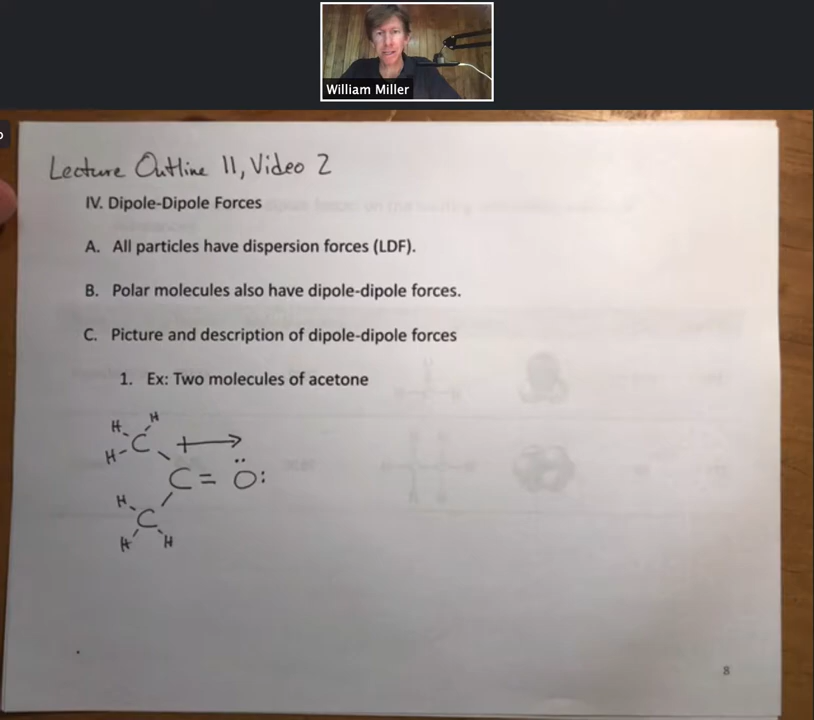 William Miller
Lecture Outline 11, Video 2
IV. Dipole-Dipole Forces
A. All particles have dispersion forces (LDF).
B. Polar molecules also have dipole-dipole forces.
C. Picture and description of dipole-dipole forces
1. Ex: Two molecules of acetone
H H
H-C
C=Ö:
H
C
H H
8